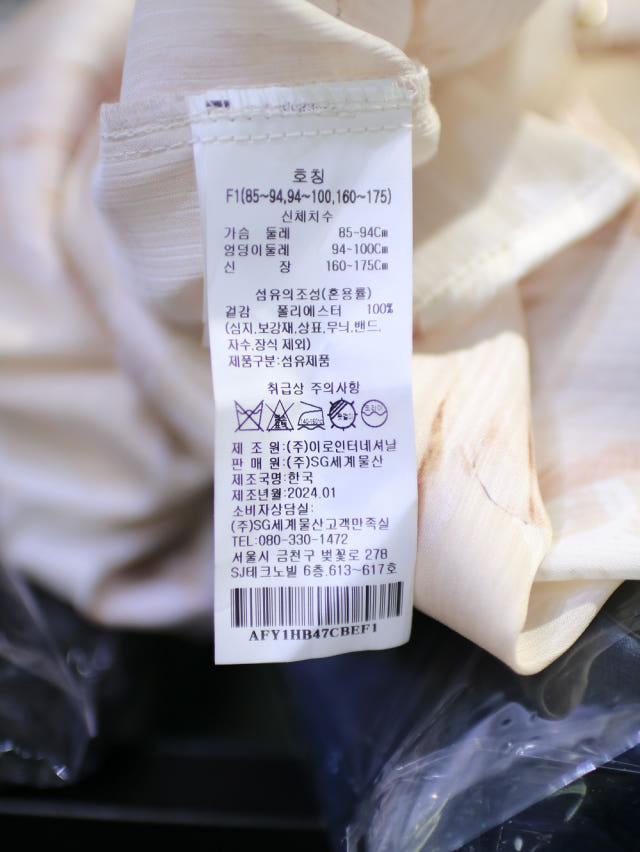 호칭
F1(85~94,94~100,160~175)
신체치수
가슴 둘레 85-94Cm
엉덩이둘레 94-100Cm
신 장 160-175Cm
섬유의조성(혼용률)
겉감 폴리에스터 100%
(심지,보강재,상표,무늬,밴드,
자수,장식 제외)
제품구분:섬유제품
취급상 주의사항
제 조 원:(주)이로인터네셔날
판 매 원:(주)SG세계물산
제조국명:한국
제조년월:2024.01
소비자상담실:
(주)SG세계물산고객만족실
TEL:080-330-1472
서울시 금천구 벚꽃로 278
SJ테크노빌 6층.613~617호
AFY1HB47CBEF1